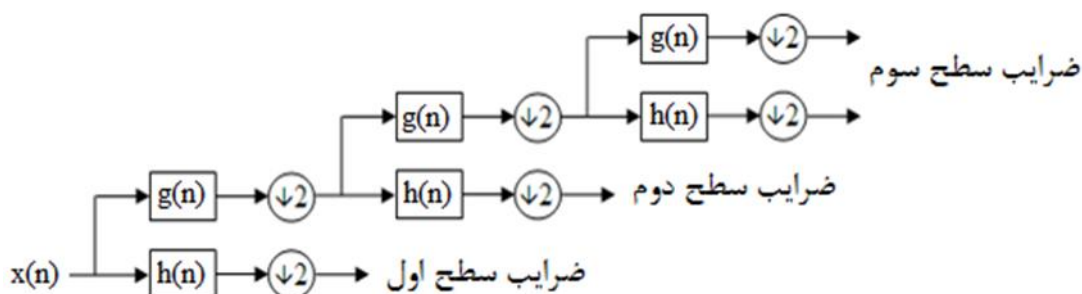 g(n) ↓2
ضرایب سطح سوم
g(n) ↓2 h(n) ↓2
g(n) ↓2 h(n) ↓2 ضرایب سطح دوم
x(n) h(n) ↓2 ضرایب سطح اول